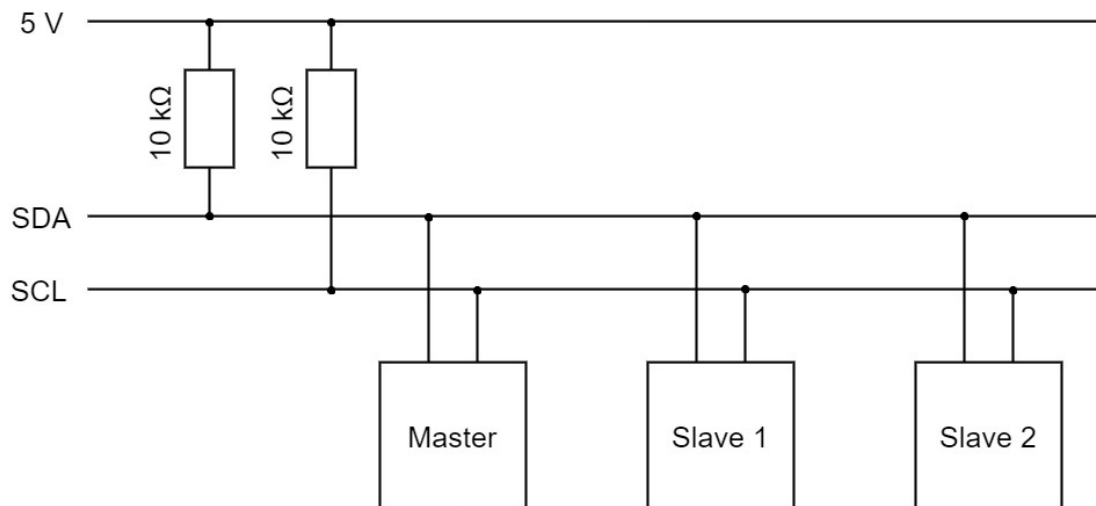 5 V
10 kΩ
10 kΩ
SDA
SCL
Master
Slave 1
Slave 2